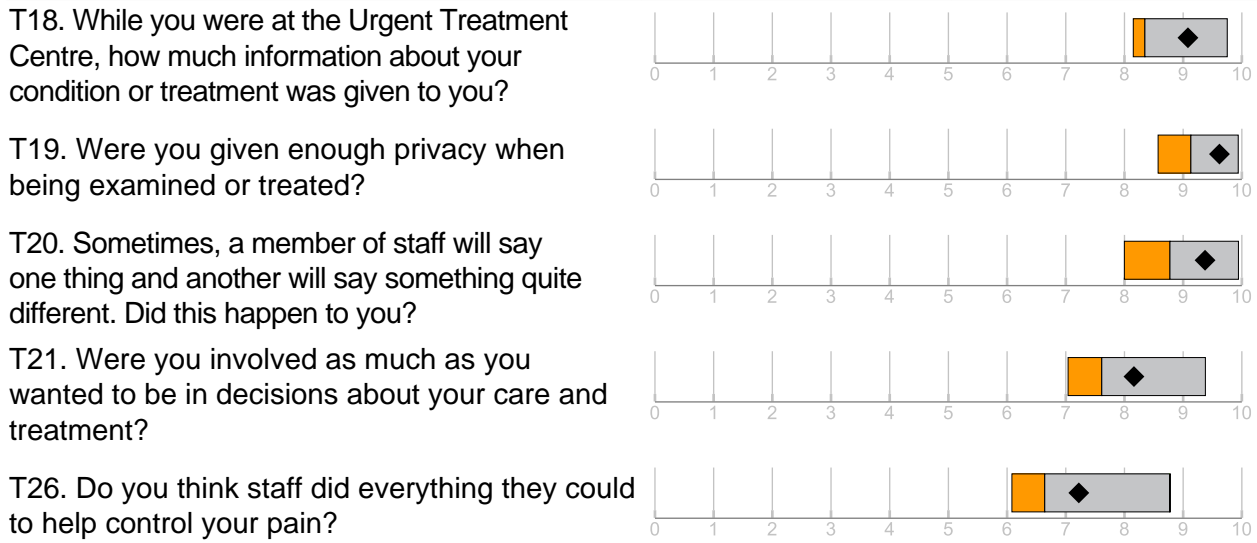 T18. While you were at the Urgent Treatment
Centre, how much information about your
condition or treatment was given to you?
0 1 2 3 4 5 6 7 8 9 10
T19. Were you given enough privacy when
being examined or treated?
0 1 2 3 4 5 6 7 8 9 10
T20. Sometimes, a member of staff will say
one thing and another will say something quite
different. Did this happen to you?
0 1 2 3 4 5 6 7 8 9 10
T21. Were you involved as much as you
wanted to be in decisions about your care and
treatment?
0 1 2 3 4 5 6 7 8 9 10
T26. Do you think staff did everything they could
to help control your pain?
0 1 2 3 4 5 6 7 8 9 10